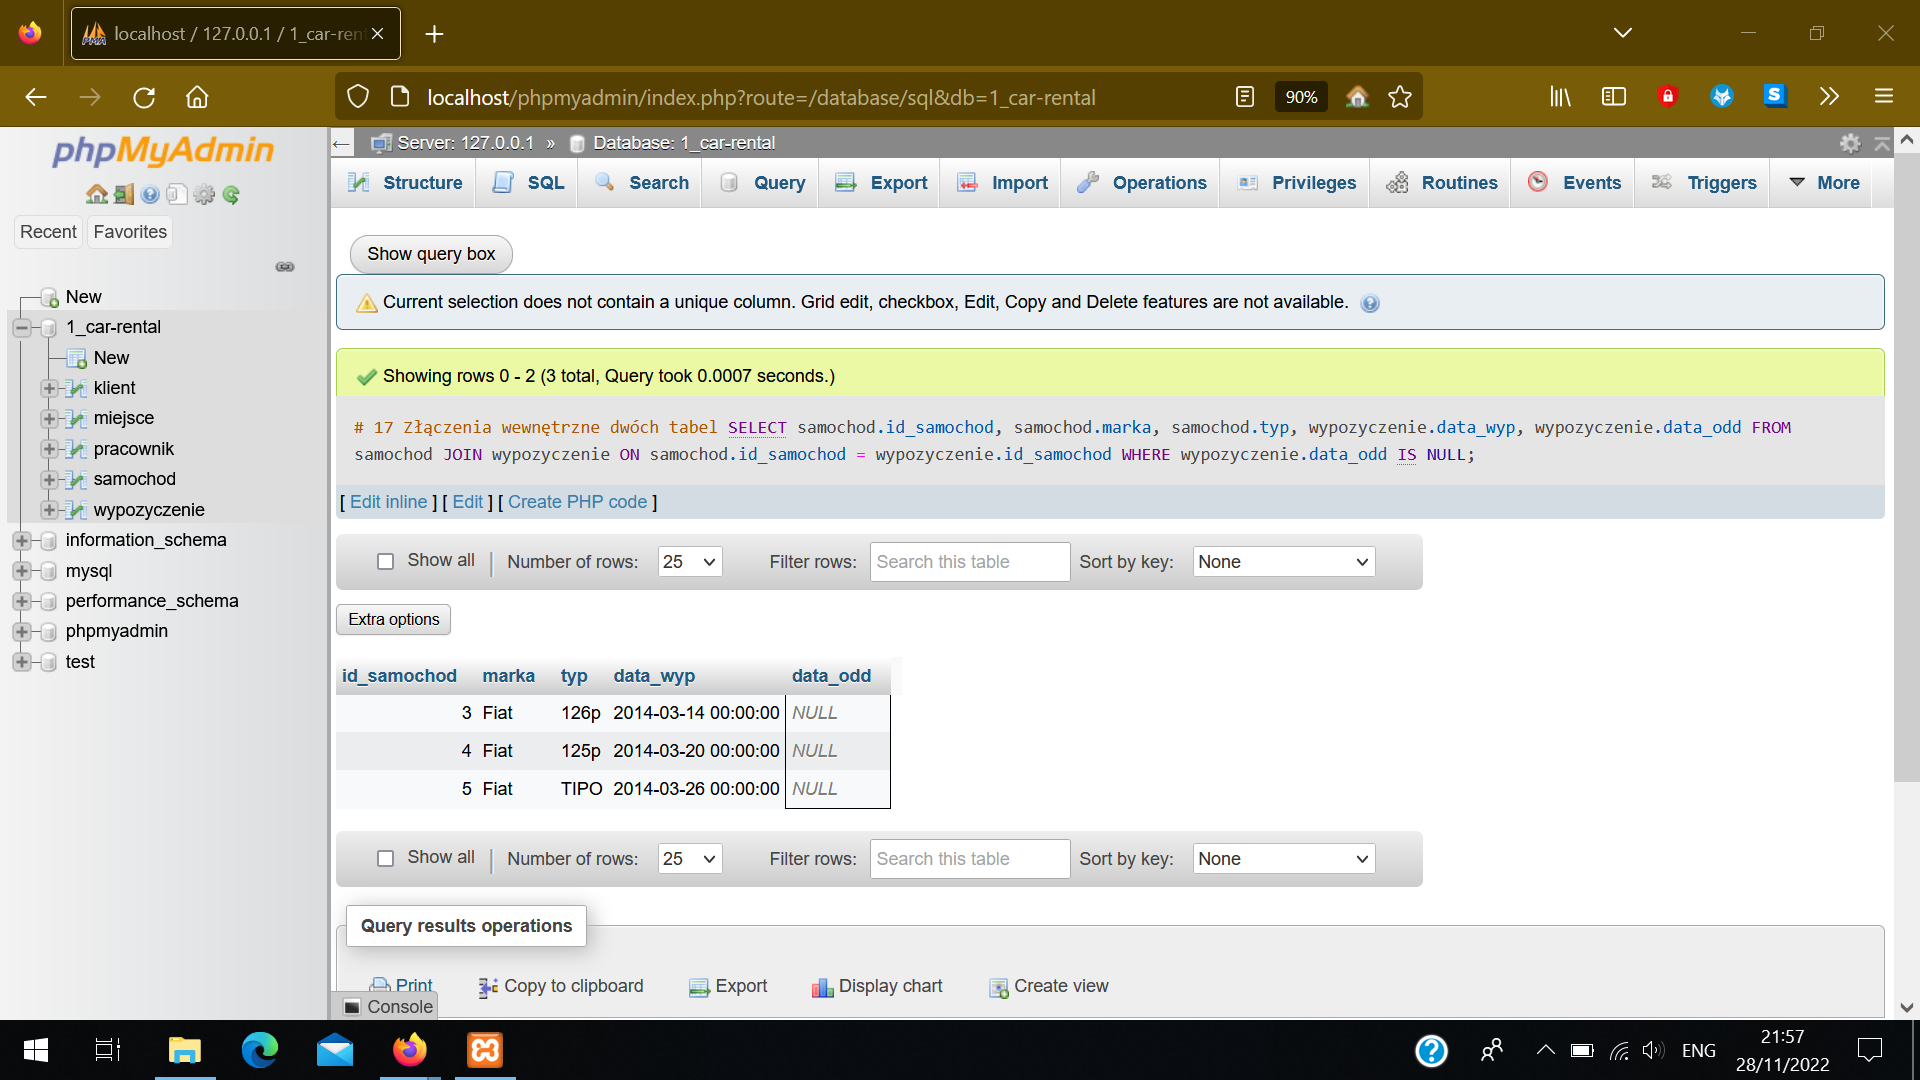 localhost / 127.0.0.1 / 1_car-ren
localhost/phpmyadmin/index.php?route=/database/sql&db=1_car-rental
90%
phpMyAdmin
Recent
Favorites
New
1_car-rental
New
klient
miejsce
pracownik
samochod
wypozyczenie
information_schema
mysql
performance_schema
phpmyadmin
test
Server: 127.0.0.1 » Database: 1_car-rental
Structure SQL Search Query Export Import Operations Privileges Routines Events Triggers More
Show query box
Current selection does not contain a unique column. Grid edit, checkbox, Edit, Copy and Delete features are not available.
Showing rows 0 - 2 (3 total, Query took 0.0007 seconds.)
# 17 Złączenia wewnętrzne dwóch tabel SELECT samochod.id_samochod, samochod.marka, samochod.typ, wypozyczenie.data_wyp, wypozyczenie.data_odd FROM
samochod JOIN wypozyczenie ON samochod.id_samochod = wypozyczenie.id_samochod WHERE wypozyczenie.data_odd IS NULL;
[ Edit inline ] [ Edit ] [ Create PHP code ]
Show all | Number of rows: 25 Filter rows: Search this table Sort by key: None
Extra options
id_samochod marka typ data_wyp data_odd
3 Fiat 126p 2014-03-14 00:00:00 NULL
4 Fiat 125p 2014-03-20 00:00:00 NULL
5 Fiat TIPO 2014-03-26 00:00:00 NULL
Show all | Number of rows: 25 Filter rows: Search this table Sort by key: None
Query results operations
Print Copy to clipboard Export Display chart Create view
Console
ENG
21:57
28/11/2022